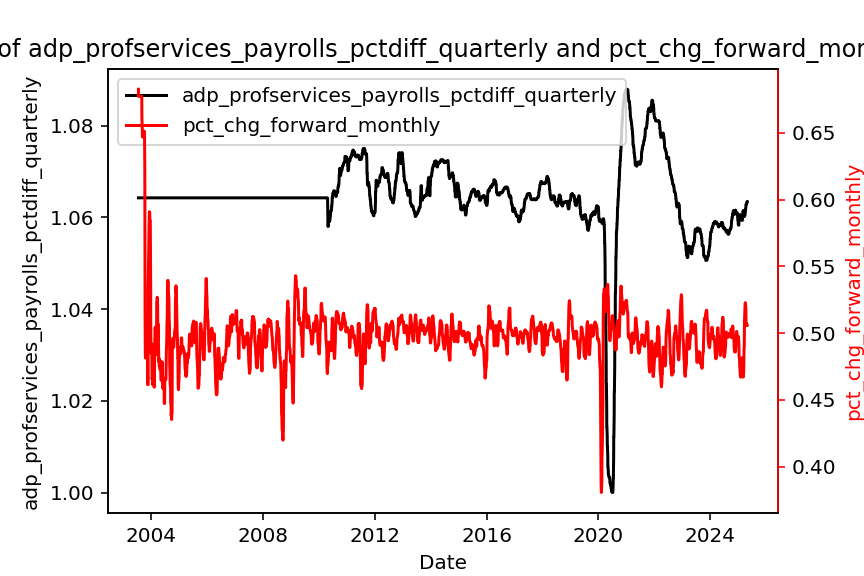 of adp_profservices_payrolls_pctdiff_quarterly and pct_chg_forward_mon
adp_profservices_payrolls_pctdiff_quarterly
pct_chg_forward_monthly
adp_profservices_payrolls_pctdiff_quarterly
1.08
1.06
1.04
1.02
1.00
0.65
0.60
0.55
0.50
0.45
0.40
pct_chg_forward_monthly
2004
2008
2012
2016
2020
2024
Date